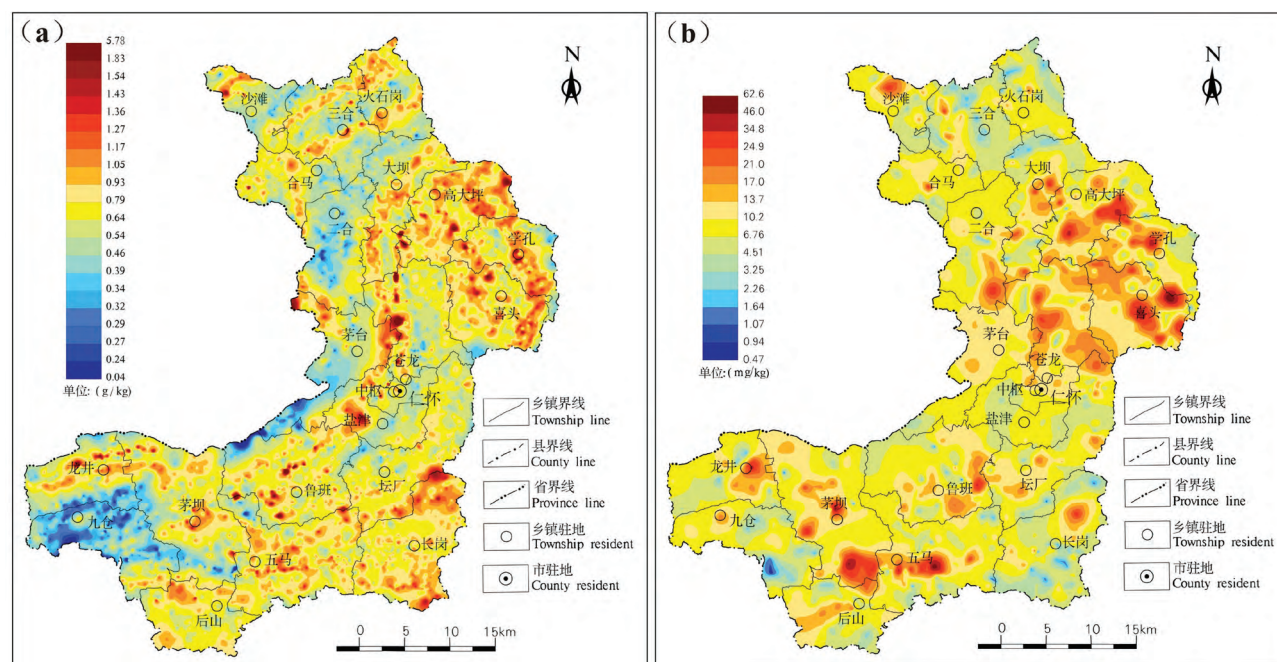 (a)
5.78
1.83
1.54
1.43
1.36
1.27
1.17
1.05
0.93
0.79
0.64
0.54
0.46
0.39
0.32
0.29
0.27
0.24
0.04
单位: (g/kg)
N
沙滩
三合
火石岗
合马
大坝
高大坪
二合
学孔
喜头
茅台
苍龙
中枢
仁怀
盐津
龙井
鲁班
坛厂
九仓
茅坝
五马
长岗
后山
乡镇界线
Township line
县界线
County line
省界线
Province line
乡镇驻地
Township resident
市驻地
County resident
0 5 10 15km
(b)
62.6
46.0
34.8
24.9
21.0
17.0
13.7
10.2
6.76
4.51
3.25
2.26
1.64
1.07
0.94
0.47
单位: (mg/kg)
N
沙滩
三合
火石岗
合马
大坝
高大坪
二合
学孔
喜头
茅台
苍龙
中枢
仁怀
盐津
龙井
鲁班
坛厂
九仓
茅坝
五马
长岗
后山
乡镇界线
Township line
县界线
County line
省界线
Province line
乡镇驻地
Township resident
市驻地
County resident
0 5 10 15km